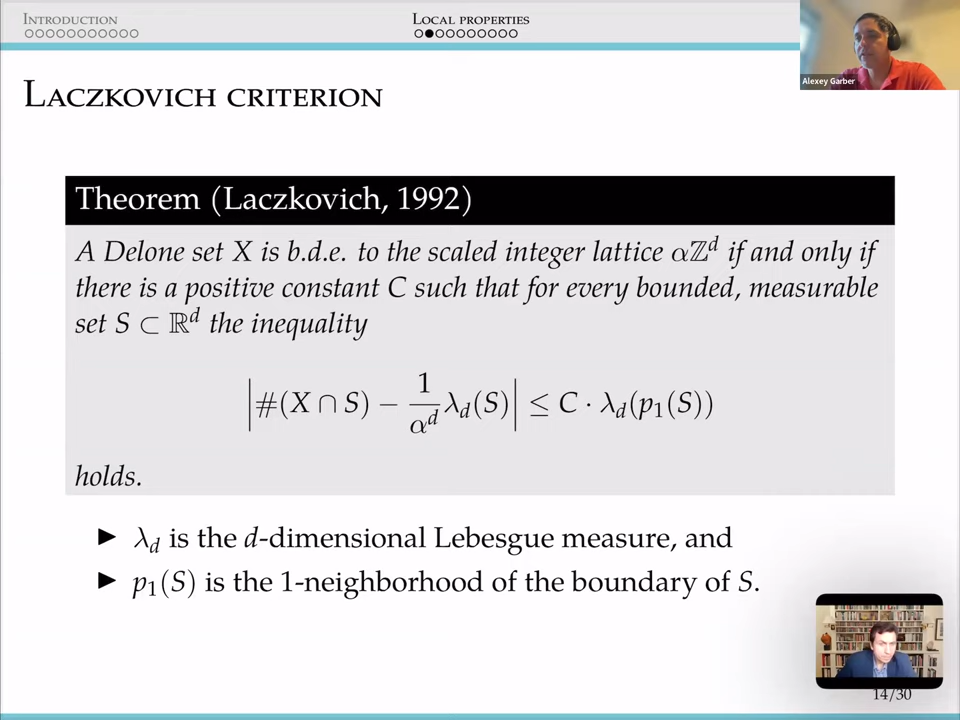 INTRODUCTION
LOCAL PROPERTIES
Alexey Garber
LACZKOVICH CRITERION
Theorem (Laczkovich, 1992)
A Delone set X is b.d.e. to the scaled integer lattice αℤ^d if and only if
there is a positive constant C such that for every bounded, measurable
set S ⊂ ℝ^d the inequality
|#(X ∩ S) − 1/α^d λ_d(S)| ≤ C · λ_d(p_1(S))
holds.
▶ λ_d is the d-dimensional Lebesgue measure, and
▶ p_1(S) is the 1-neighborhood of the boundary of S.
14/30